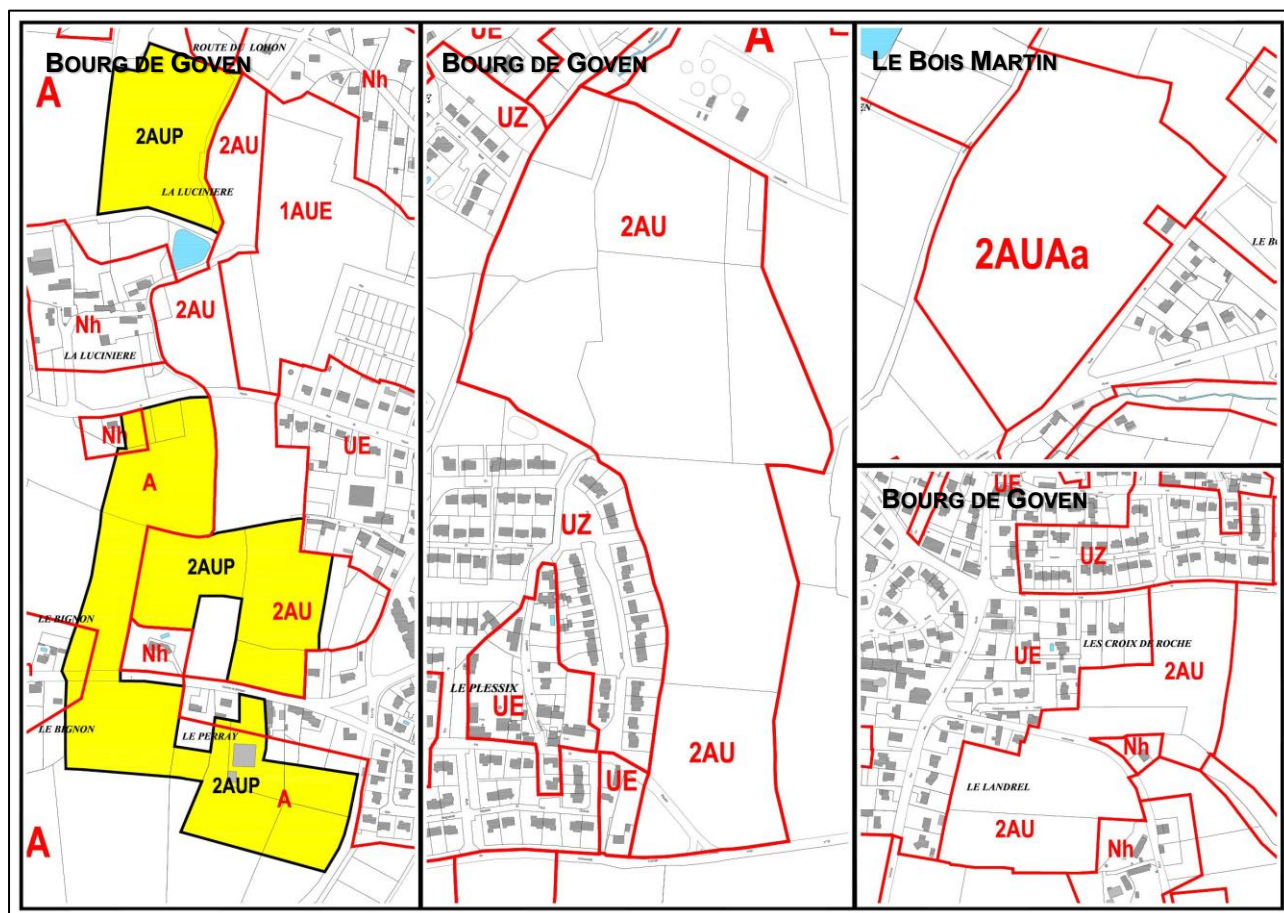 ROUTE DU LOHON
BOURG DE GOVEN
A
Nh
2AUP
2AU
LA LUCINIERE
1AUE
2AU
Nh
LA LUCINIERE
Nh
UE
A
2AUP
2AU
LE BIGNON
Nh
LE BIGNON
LE PERRAY
2AUP
A
A
UE
A
BOURG DE GOVEN
UZ
2AU
UZ
LE PLESSIX
UE
2AU
UE
LE BOIS MARTIN
2AUAa
UE
BOURG DE GOVEN
UZ
UE
LES CROIX DE ROCHE
2AU
Nh
LE LANDREL
2AU
Nh